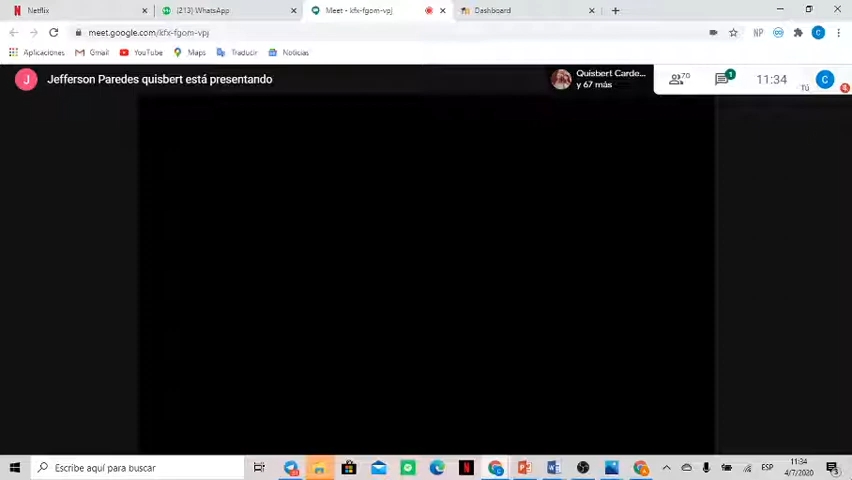 Netflix
(213) WhatsApp
Meet - kfx-fgom-vpj
Dashboard
meet.google.com/kfx-fgom-vpj
NP
C
Aplicaciones
Gmail
YouTube
Maps
Traducir
Noticias
J
Jefferson Paredes quisbert está presentando
Quisbert Carde...
y 67 más
70
1
11:34
Tú
C
Escribe aquí para buscar
ESP
11:34
4/7/2020